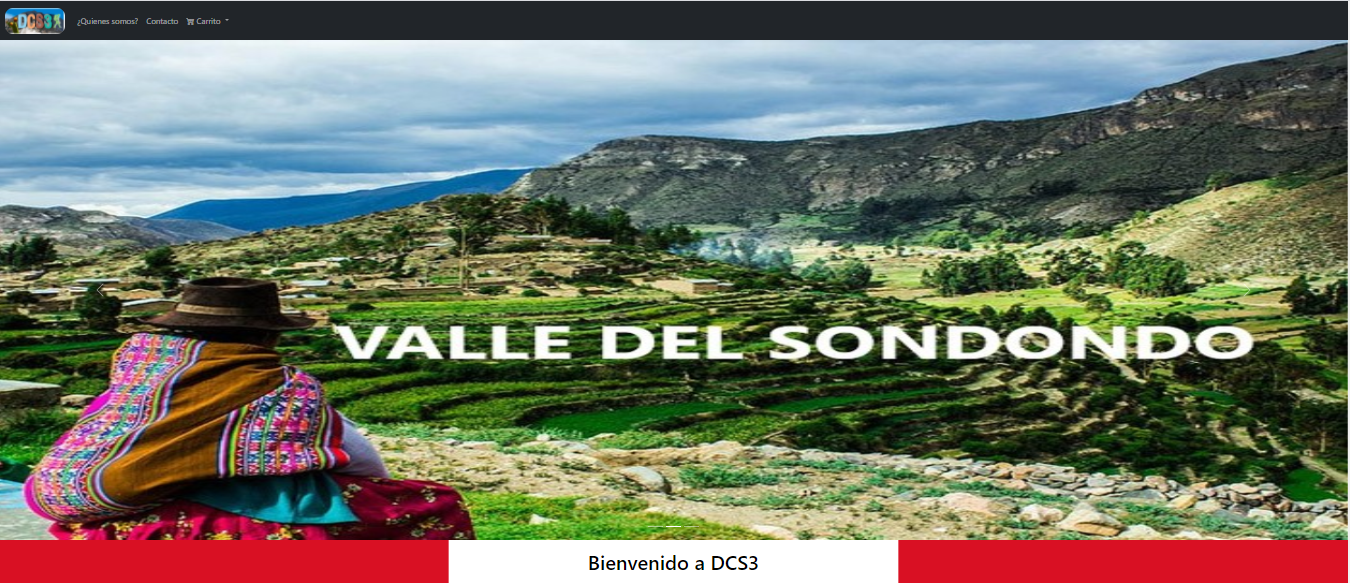 DCS3 ¿Quienes somos? Contacto Carrito
VALLE DEL SONDONDO
Bienvenido a DCS3